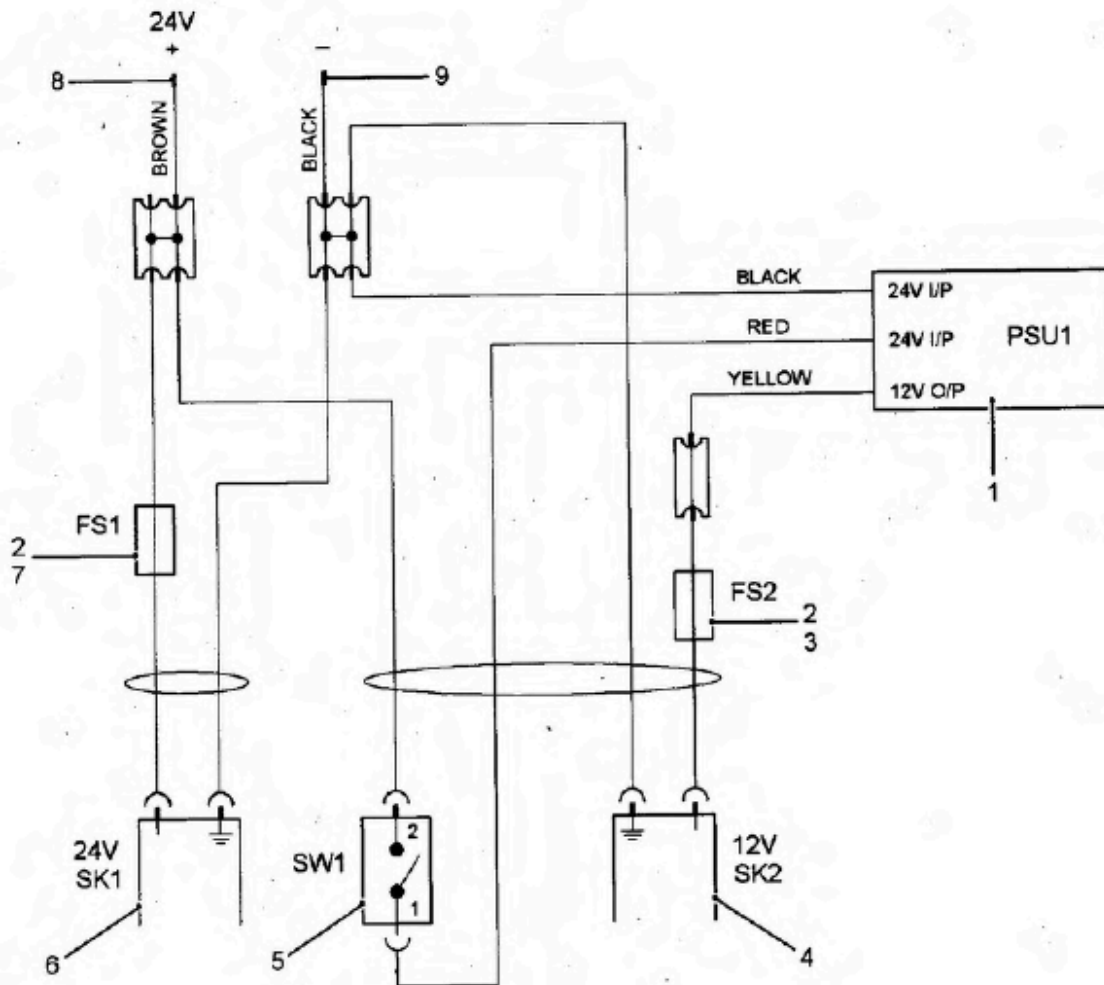 24V
+
−
8
9
BROWN
BLACK
BLACK
24V I/P
RED
24V I/P
PSU1
YELLOW
12V O/P
1
FS1
2
7
FS2
2
3
24V
SK1
SW1
2
1
12V
SK2
6
5
4